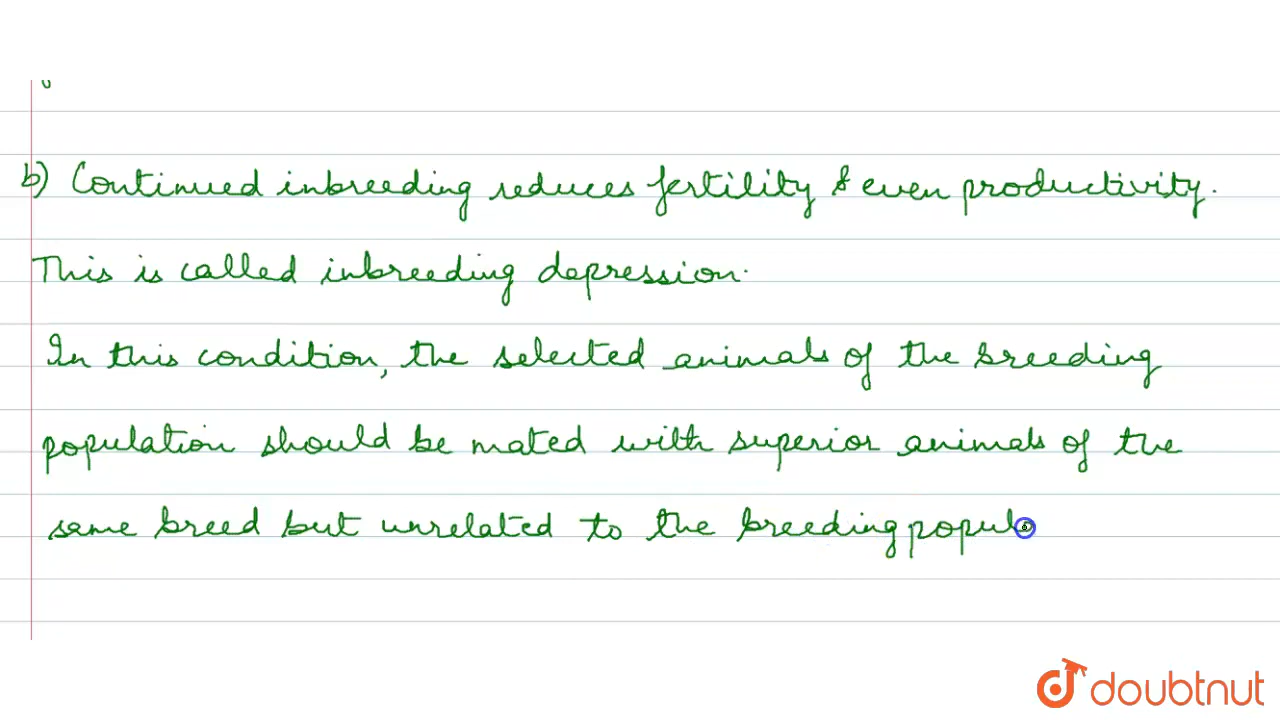 b) Continued inbreeding reduces fertility & even productivity.
This is called inbreeding depression.
In this condition, the selected animals of the breeding
population should be mated with superior animals of the
same breed but unrelated to the breeding popul
doubtnut